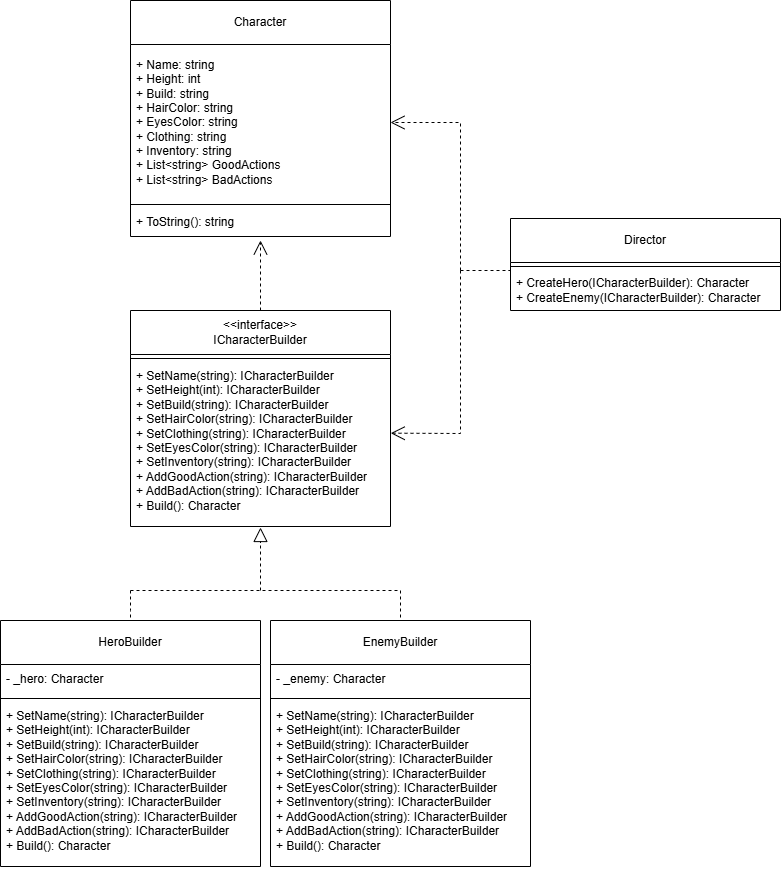 Character
+ Name: string
+ Height: int
+ Build: string
+ HairColor: string
+ EyesColor: string
+ Clothing: string
+ Inventory: string
+ List<string> GoodActions
+ List<string> BadActions
+ ToString(): string
Director
+ CreateHero(ICharacterBuilder): Character
+ CreateEnemy(ICharacterBuilder): Character
<<interface>>
ICharacterBuilder
+ SetName(string): ICharacterBuilder
+ SetHeight(int): ICharacterBuilder
+ SetBuild(string): ICharacterBuilder
+ SetHairColor(string): ICharacterBuilder
+ SetClothing(string): ICharacterBuilder
+ SetEyesColor(string): ICharacterBuilder
+ SetInventory(string): ICharacterBuilder
+ AddGoodAction(string): ICharacterBuilder
+ AddBadAction(string): ICharacterBuilder
+ Build(): Character
HeroBuilder
- _hero: Character
+ SetName(string): ICharacterBuilder
+ SetHeight(int): ICharacterBuilder
+ SetBuild(string): ICharacterBuilder
+ SetHairColor(string): ICharacterBuilder
+ SetClothing(string): ICharacterBuilder
+ SetEyesColor(string): ICharacterBuilder
+ SetInventory(string): ICharacterBuilder
+ AddGoodAction(string): ICharacterBuilder
+ AddBadAction(string): ICharacterBuilder
+ Build(): Character
EnemyBuilder
- _enemy: Character
+ SetName(string): ICharacterBuilder
+ SetHeight(int): ICharacterBuilder
+ SetBuild(string): ICharacterBuilder
+ SetHairColor(string): ICharacterBuilder
+ SetClothing(string): ICharacterBuilder
+ SetEyesColor(string): ICharacterBuilder
+ SetInventory(string): ICharacterBuilder
+ AddGoodAction(string): ICharacterBuilder
+ AddBadAction(string): ICharacterBuilder
+ Build(): Character